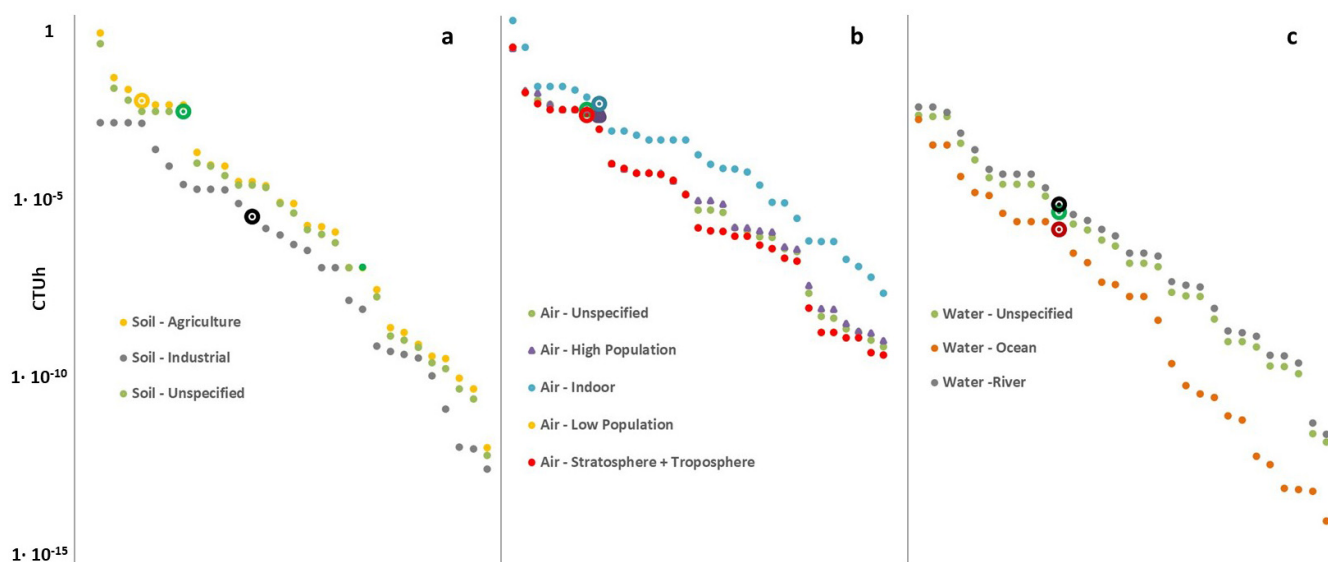 1
a
b
c
1· 10-5
CTUh
Soil - Agriculture
Soil - Industrial
Soil - Unspecified
Air - Unspecified
Air - High Population
Air - Indoor
Air - Low Population
Air - Stratosphere + Troposphere
Water - Unspecified
Water - Ocean
Water -River
1· 10-10
1· 10-15